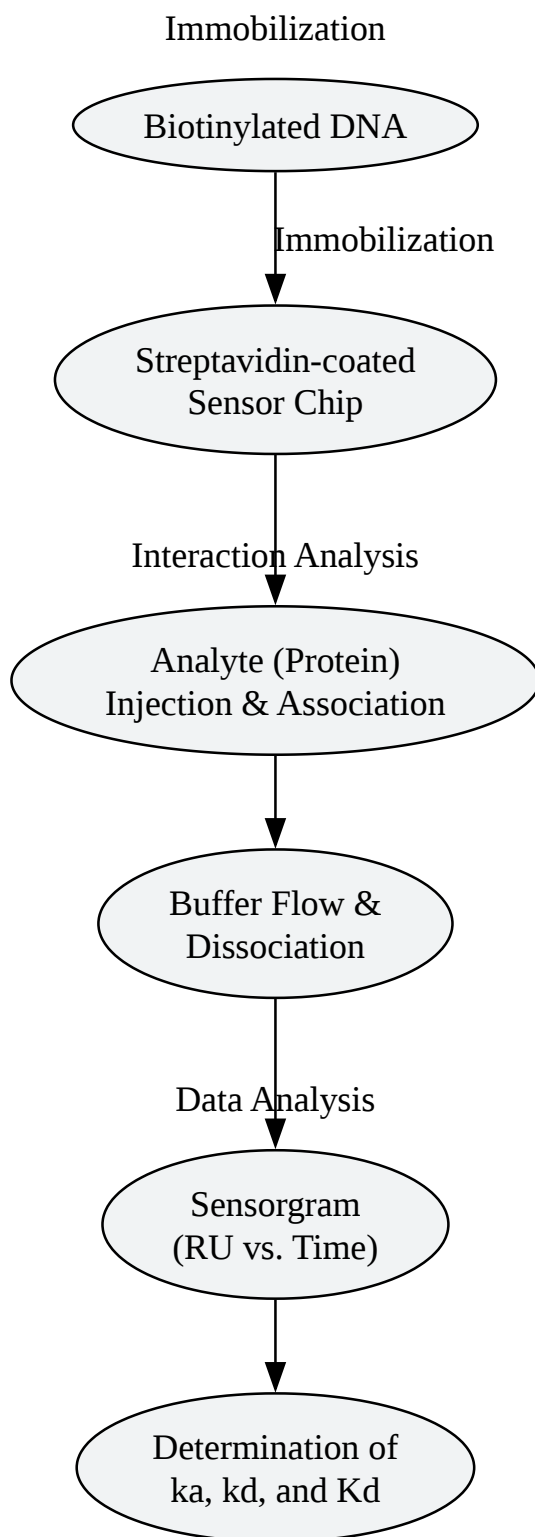 Immobilization
Biotinylated DNA
Immobilization
Streptavidin-coated
Sensor Chip
Interaction Analysis
Analyte (Protein)
Injection & Association
Buffer Flow &
Dissociation
Data Analysis
Sensorgram
(RU vs. Time)
Determination of
ka, kd, and Kd